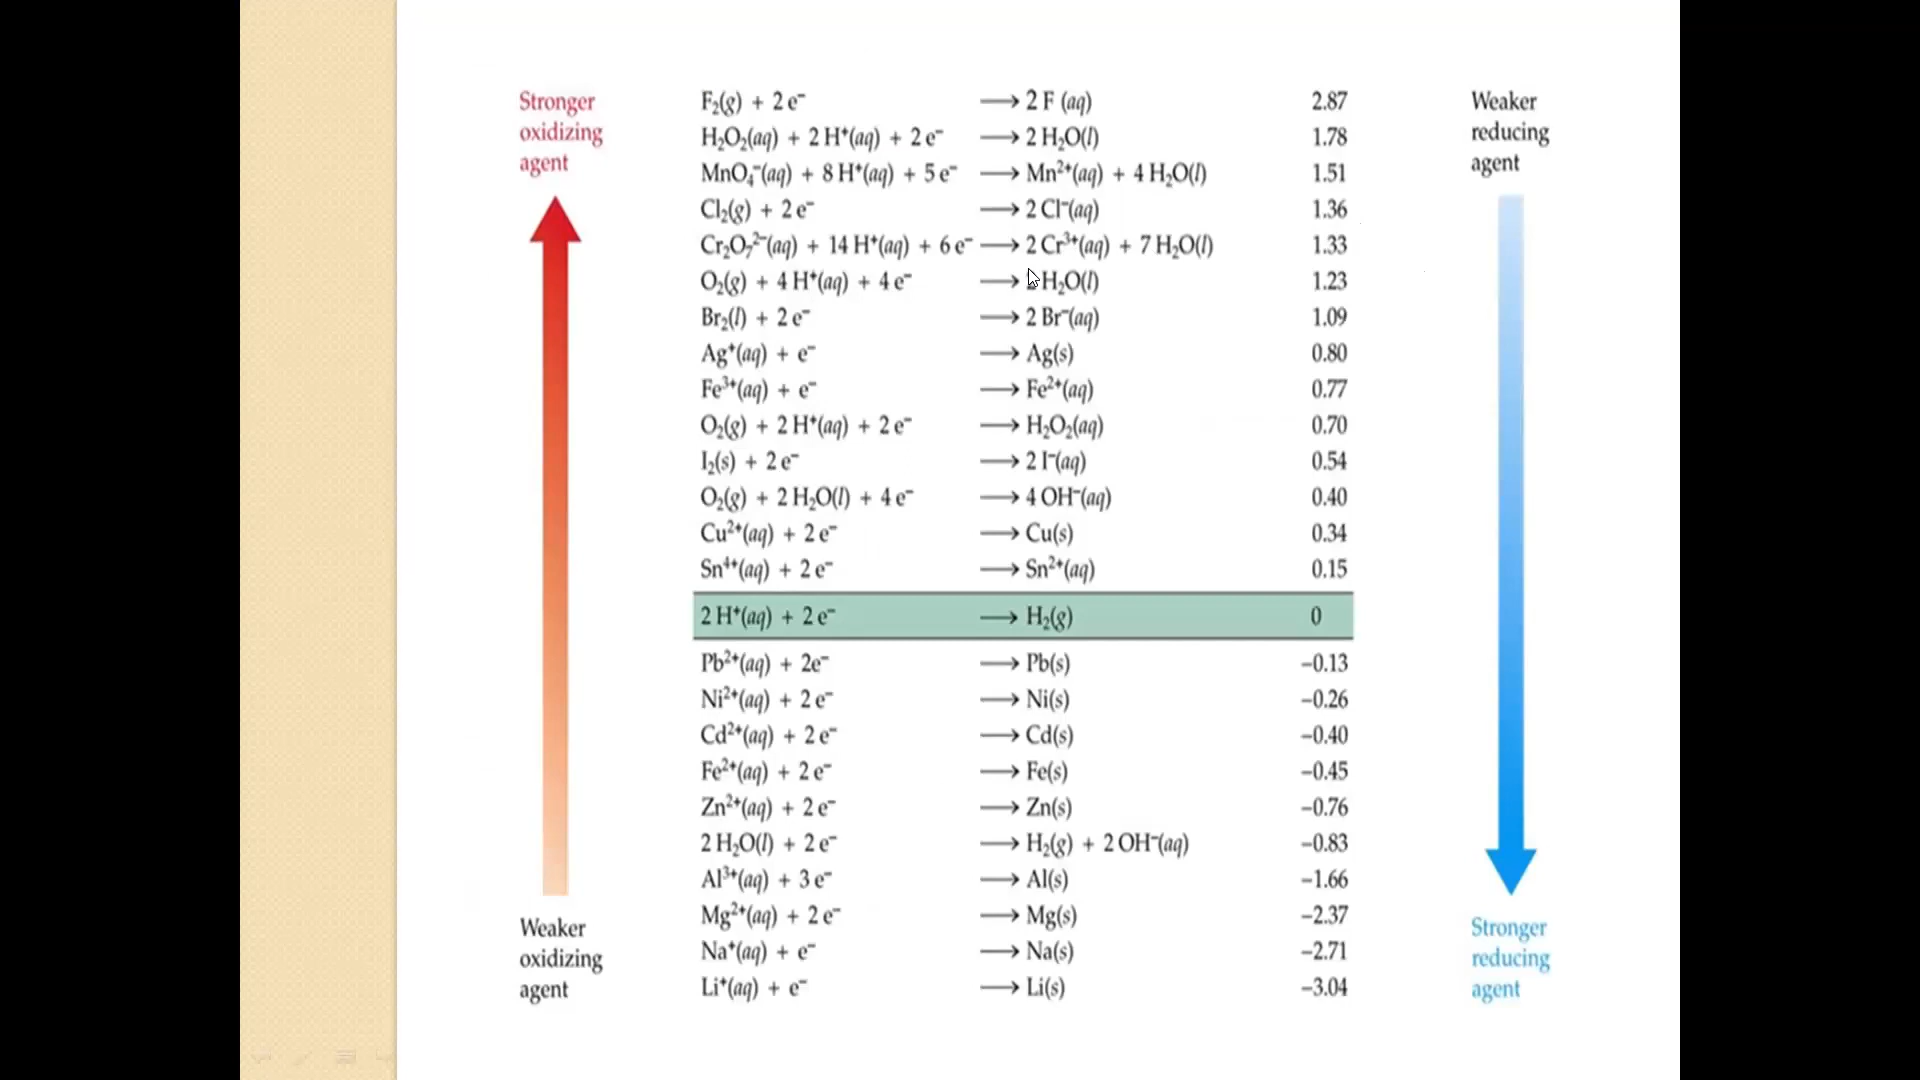 Stronger
oxidizing
agent
F₂(g) + 2 e⁻ ⟶ 2 F (aq) 2.87
H₂O₂(aq) + 2 H⁺(aq) + 2 e⁻ ⟶ 2 H₂O(l) 1.78
MnO₄⁻(aq) + 8 H⁺(aq) + 5 e⁻ ⟶ Mn²⁺(aq) + 4 H₂O(l) 1.51
Cl₂(g) + 2 e⁻ ⟶ 2 Cl⁻(aq) 1.36
Cr₂O₇²⁻(aq) + 14 H⁺(aq) + 6 e⁻ ⟶ 2 Cr³⁺(aq) + 7 H₂O(l) 1.33
O₂(g) + 4 H⁺(aq) + 4 e⁻ ⟶ 2 H₂O(l) 1.23
Br₂(l) + 2 e⁻ ⟶ 2 Br⁻(aq) 1.09
Ag⁺(aq) + e⁻ ⟶ Ag(s) 0.80
Fe³⁺(aq) + e⁻ ⟶ Fe²⁺(aq) 0.77
O₂(g) + 2 H⁺(aq) + 2 e⁻ ⟶ H₂O₂(aq) 0.70
I₂(s) + 2 e⁻ ⟶ 2 I⁻(aq) 0.54
O₂(g) + 2 H₂O(l) + 4 e⁻ ⟶ 4 OH⁻(aq) 0.40
Cu²⁺(aq) + 2 e⁻ ⟶ Cu(s) 0.34
Sn⁴⁺(aq) + 2 e⁻ ⟶ Sn²⁺(aq) 0.15
2 H⁺(aq) + 2 e⁻ ⟶ H₂(g) 0
Pb²⁺(aq) + 2e⁻ ⟶ Pb(s) –0.13
Ni²⁺(aq) + 2 e⁻ ⟶ Ni(s) –0.26
Cd²⁺(aq) + 2 e⁻ ⟶ Cd(s) –0.40
Fe²⁺(aq) + 2 e⁻ ⟶ Fe(s) –0.45
Zn²⁺(aq) + 2 e⁻ ⟶ Zn(s) –0.76
2 H₂O(l) + 2 e⁻ ⟶ H₂(g) + 2 OH⁻(aq) –0.83
Al³⁺(aq) + 3 e⁻ ⟶ Al(s) –1.66
Mg²⁺(aq) + 2 e⁻ ⟶ Mg(s) –2.37
Na⁺(aq) + e⁻ ⟶ Na(s) –2.71
Li⁺(aq) + e⁻ ⟶ Li(s) –3.04
Weaker
oxidizing
agent
Weaker
reducing
agent
Stronger
reducing
agent